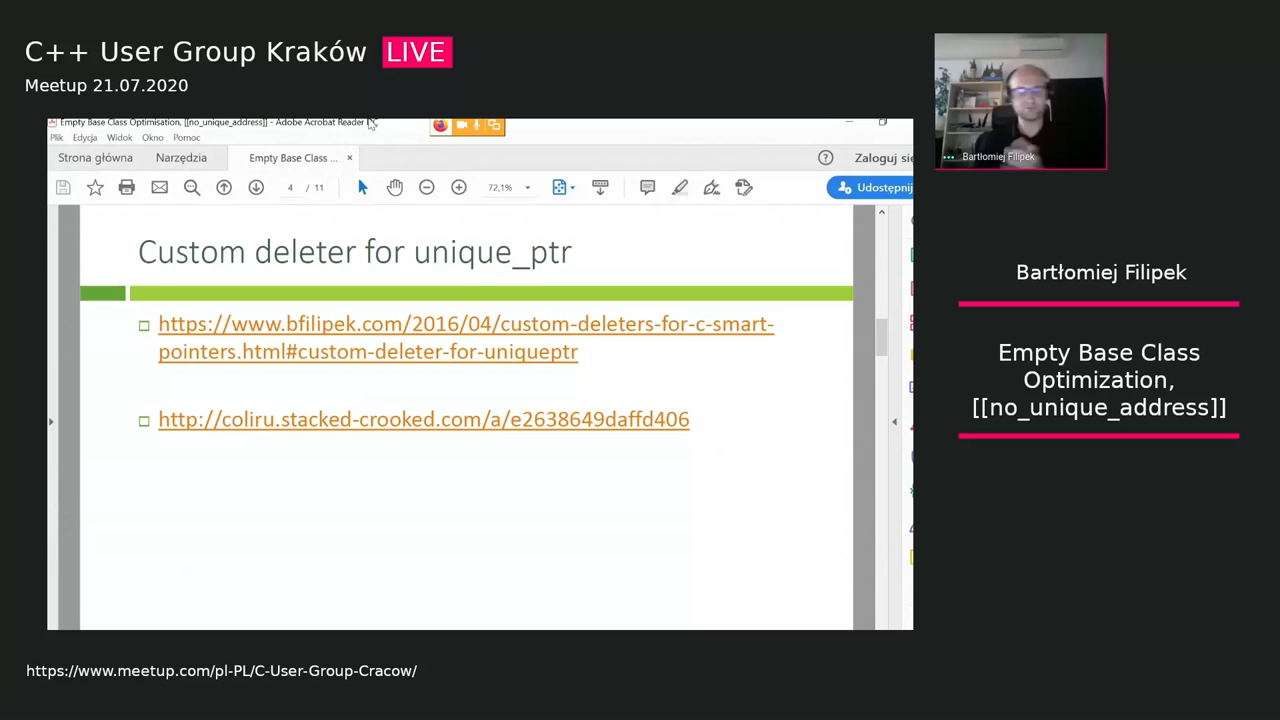 C++ User Group Kraków LIVE
Meetup 21.07.2020
Empty Base Class Optimisation, [[no_unique_address]] - Adobe Acrobat Reader DC
Plik Edycja Widok Okno Pomoc
Strona główna Narzędzia Empty Base Class ... × ? Zaloguj się
4 / 11 72,1% Udostępnij
Custom deleter for unique_ptr
https://www.bfilipek.com/2016/04/custom-deleters-for-c-smart-
pointers.html#custom-deleter-for-uniqueptr
http://coliru.stacked-crooked.com/a/e2638649daffd406
Bartłomiej Filipek
Bartłomiej Filipek
Empty Base Class
Optimization,
[[no_unique_address]]
https://www.meetup.com/pl-PL/C-User-Group-Cracow/